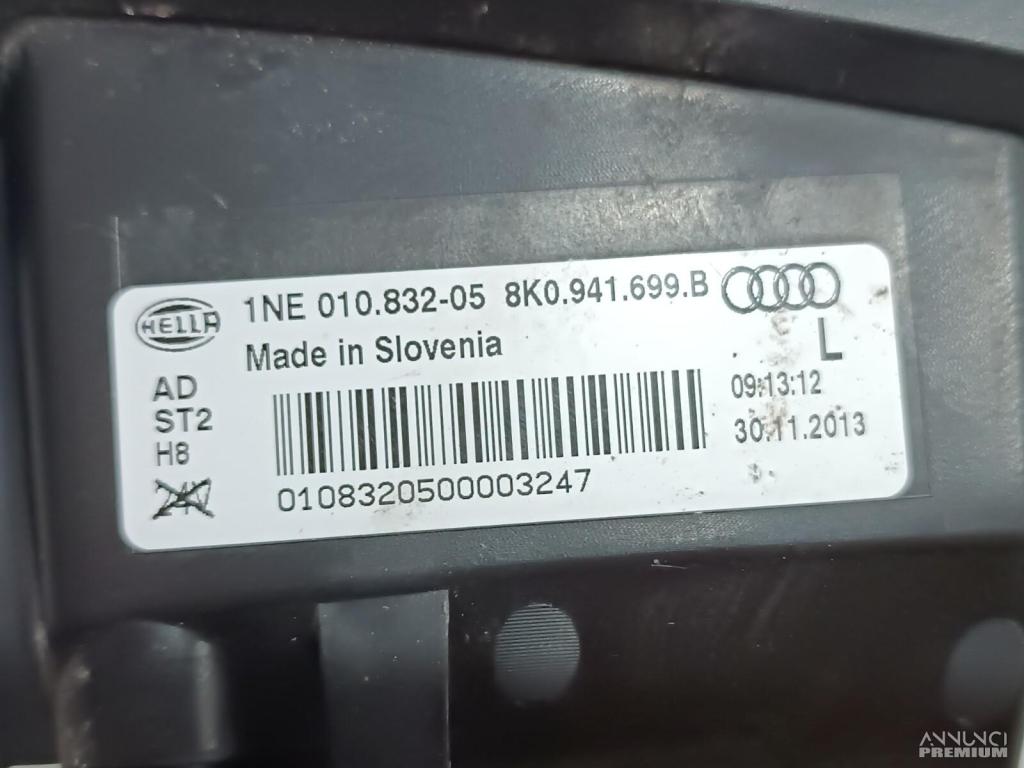 HELLA 1NE 010.832-05 8K0.941.699.B
Made in Slovenia L
AD
ST2
H8
24V
09:13:12
30.11.2013
0108320500003247
ANNUNCI
PREMIUM